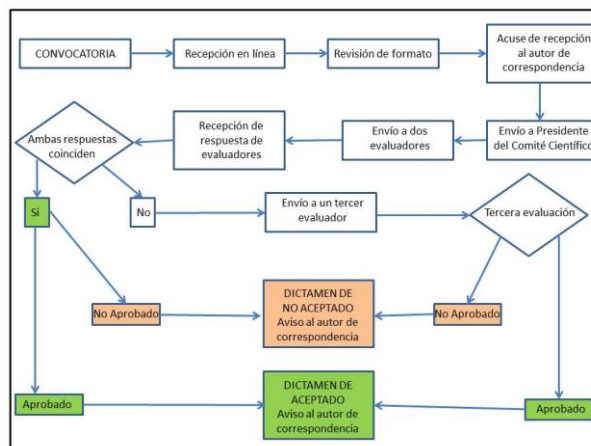 CONVOCATORIA
Recepción en línea
Revisión de formato
Acuse de recepción
al autor de
correspondencia
Envío a Presidente
del Comité Científico
Envío a dos
evaluadores
Recepción de
respuesta de
evaluadores
Ambas respuestas
coinciden
Si
No
Envío a un tercer
evaluador
Tercera evaluación
No Aprobado
DICTAMEN DE
NO ACEPTADO
Aviso al autor de
correspondencia
No Aprobado
Aprobado
DICTAMEN DE
ACEPTADO
Aviso al autor de
correspondencia
Aprobado